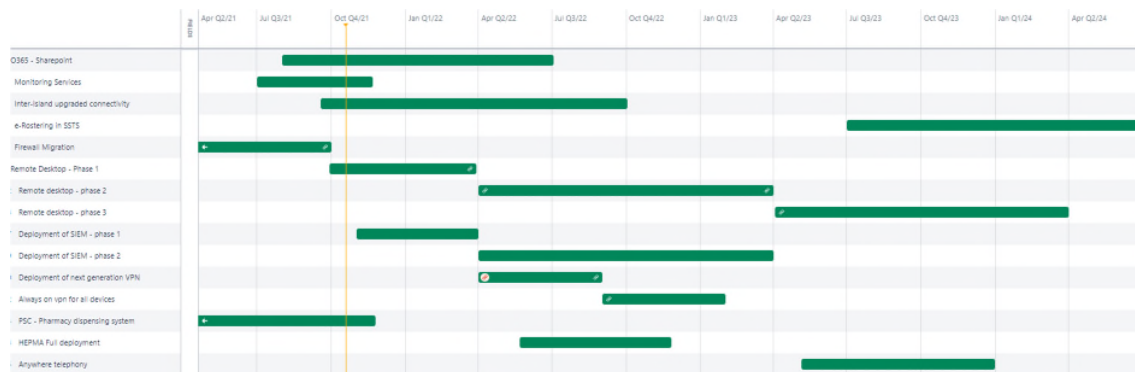 Apr Q2/21 Jul Q3/21 Oct Q4/21 Jan Q1/22 Apr Q2/22 Jul Q3/22 Oct Q4/22 Jan Q1/23 Apr Q2/23 Jul Q3/23 Oct Q4/23 Jan Q1/24 Apr Q2/24
O365 - Sharepoint
Monitoring Services
Inter-Island upgraded connectivity
e-Rostering in SSTS
Firewall Migration
Remote Desktop - Phase 1
Remote desktop - phase 2
Remote desktop - phase 3
Deployment of SIEM - phase 1
Deployment of SIEM - phase 2
Deployment of next generation VPN
Always on vpn for all devices
PSC - Pharmacy dispensing system
HEPMA Full deployment
Anywhere telephony